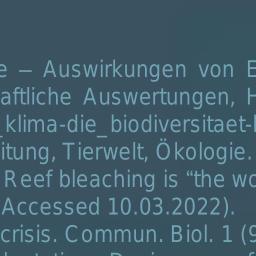 e – Auswirkungen von E
aftliche Auswertungen, H
_klima-die_biodiversitaet-
itung, Tierwelt, Ökologie.
Reef bleaching is “the wo
Accessed 10.03.2022).
crisis. Commun. Biol. 1 (9